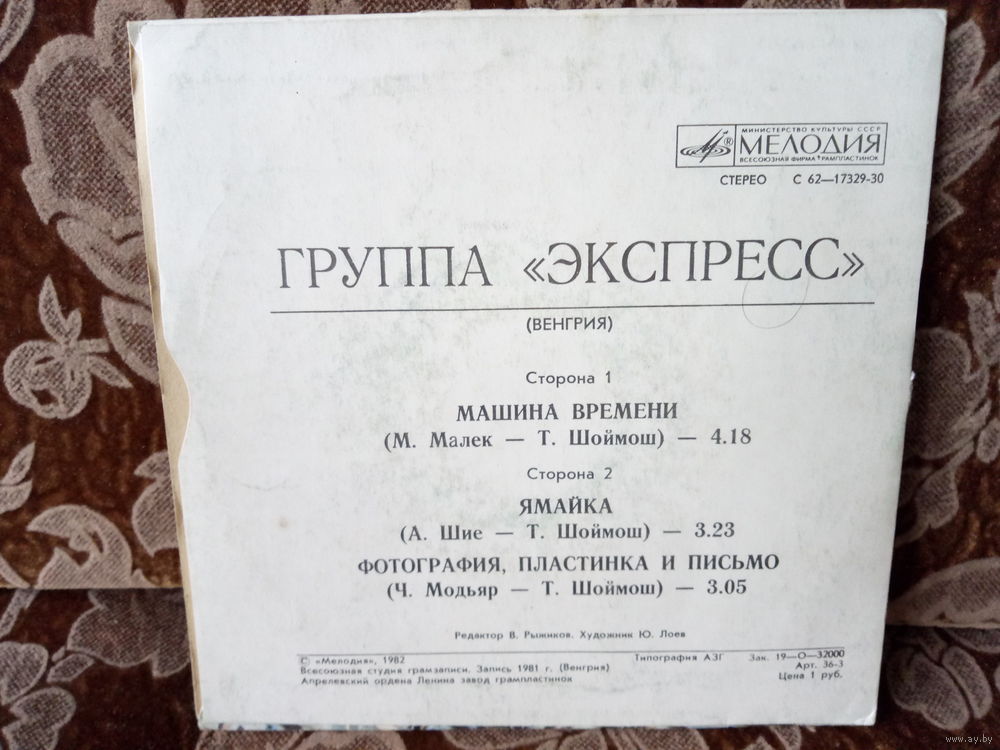 МИНИСТЕРСТВО КУЛЬТУРЫ СССР
МЕЛОДИЯ
ВСЕСОЮЗНАЯ ФИРМА ГРАМПЛАСТИНОК
СТЕРЕО С 62—17329-30
ГРУППА «ЭКСПРЕСС»
(ВЕНГРИЯ)
Сторона 1
МАШИНА ВРЕМЕНИ
(М. Малек — Т. Шоймош) — 4.18
Сторона 2
ЯМАЙКА
(А. Шие — Т. Шоймош) — 3.23
ФОТОГРАФИЯ, ПЛАСТИНКА И ПИСЬМО
(Ч. Модьяр — Т. Шоймош) — 3.05
Редактор В. Рыжиков. Художник Ю. Лоев
© «Мелодия», 1982 Типография АЗГ Зак. 19—О—32000
Всесоюзная студия грамзаписи. Запись 1981 г. (Венгрия) Арт. 36-3
Апрелевский ордена Ленина завод грампластинок Цена 1 руб.
www.ay.by